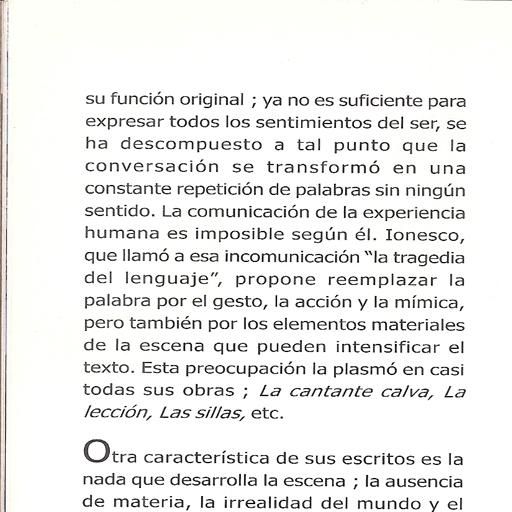 su función original ; ya no es suficiente para
expresar todos los sentimientos del ser, se
ha descompuesto a tal punto que la
conversación se transformó en una
constante repetición de palabras sin ningún
sentido. La comunicación de la experiencia
humana es imposible según él. Ionesco,
que llamó a esa incomunicación “la tragedia
del lenguaje”, propone reemplazar la
palabra por el gesto, la acción y la mímica,
pero también por los elementos materiales
de la escena que pueden intensificar el
texto. Esta preocupación la plasmó en casi
todas sus obras ; La cantante calva, La
lección, Las sillas, etc.
Otra característica de sus escritos es la
nada que desarrolla la escena ; la ausencia
de materia, la irrealidad del mundo y el